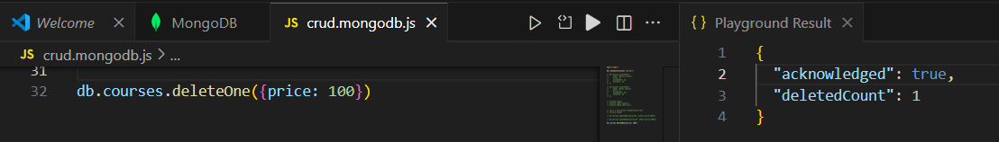 Welcome
MongoDB
JS crud.mongodb.js
JS crud.mongodb.js > ...
31
32 db.courses.deleteOne({price: 100})
{} Playground Result
1 {
2 "acknowledged": true,
3 "deletedCount": 1
4 }